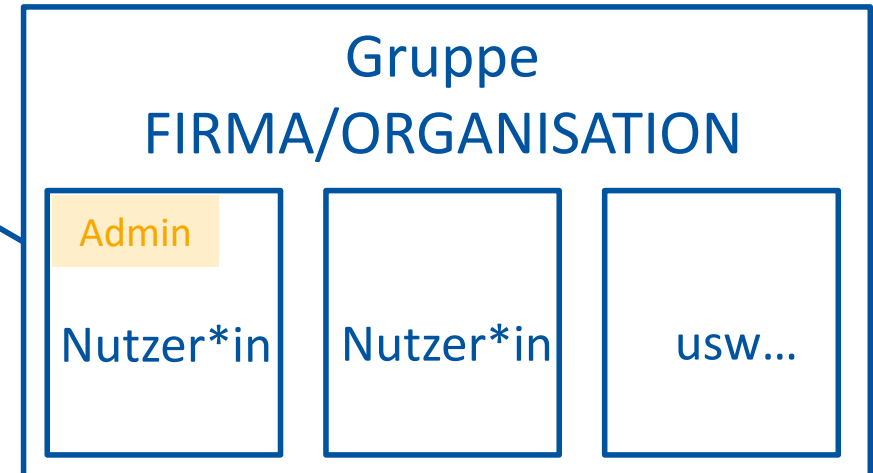 Gruppe
FIRMA/ORGANISATION
Admin
Nutzer*in
Nutzer*in
usw...